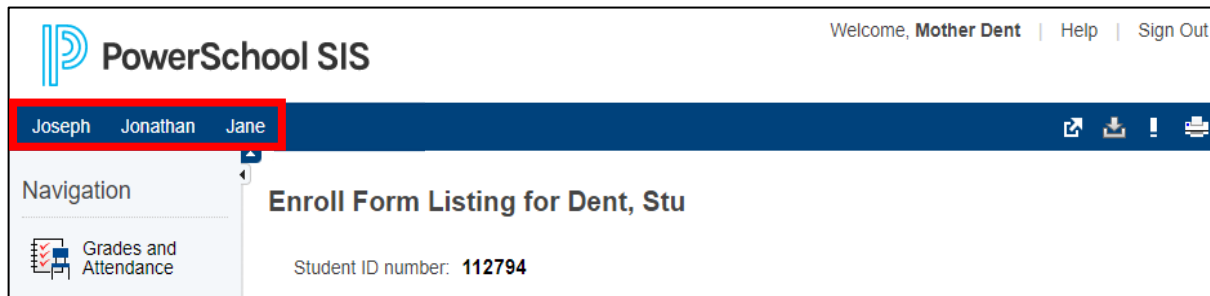 Welcome, Mother Dent | Help | Sign Out
PowerSchool SIS
Joseph Jonathan Jane
Navigation
Enroll Form Listing for Dent, Stu
Grades and
Attendance
Student ID number: 112794